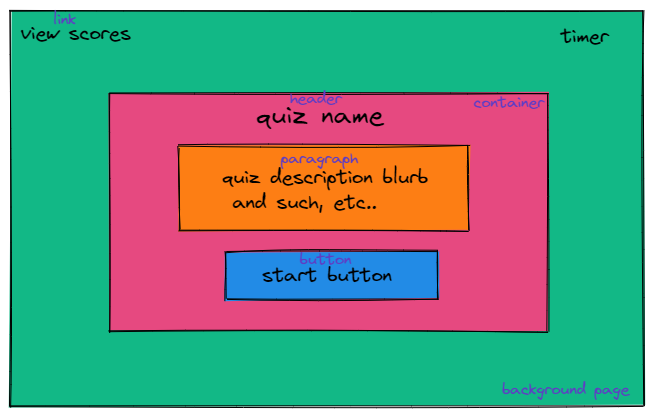 link
view scores
timer
header
container
quiz name
paragraph
quiz description blurb
and such, etc..
button
start button
background page